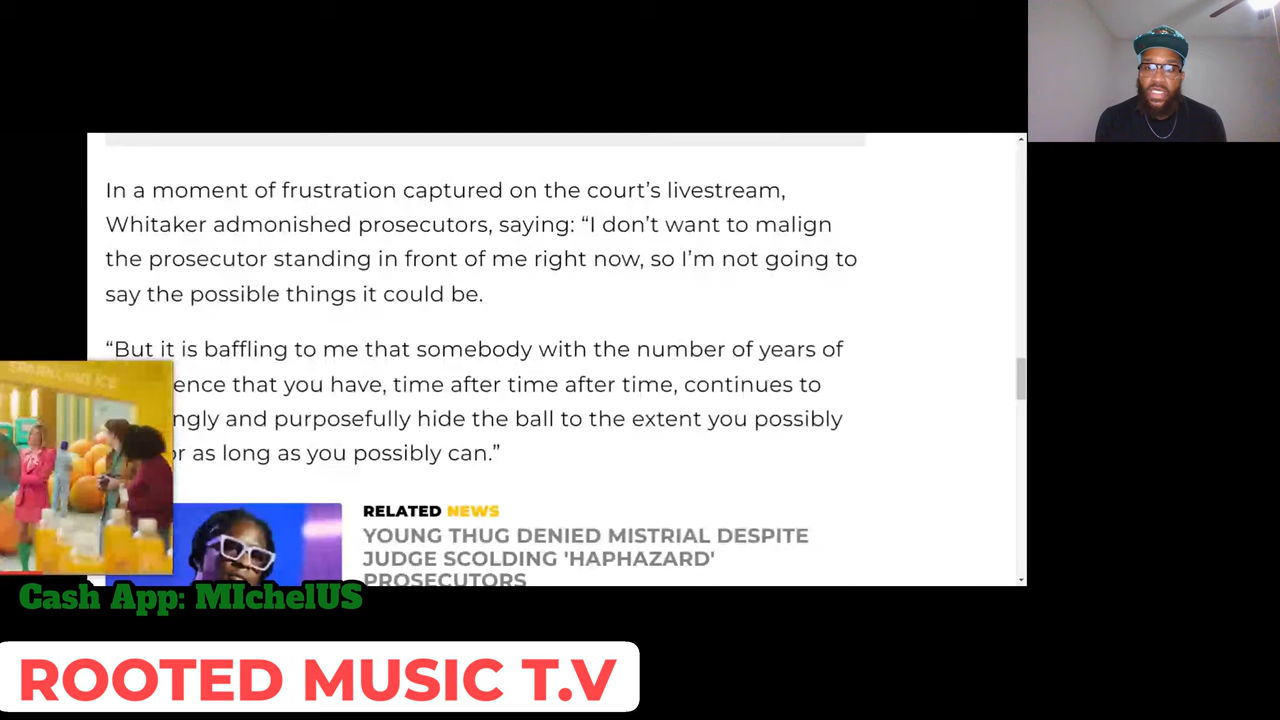 In a moment of frustration captured on the court’s livestream,
Whitaker admonished prosecutors, saying: “I don’t want to malign
the prosecutor standing in front of me right now, so I’m not going to
say the possible things it could be.
“But it is baffling to me that somebody with the number of years of
ence that you have, time after time after time, continues to
ngly and purposefully hide the ball to the extent you possibly
or as long as you possibly can.”
RELATED NEWS
YOUNG THUG DENIED MISTRIAL DESPITE
JUDGE SCOLDING 'HAPHAZARD'
PROSECUTORS
Cash App: MIchelUS
ROOTED MUSIC T.V